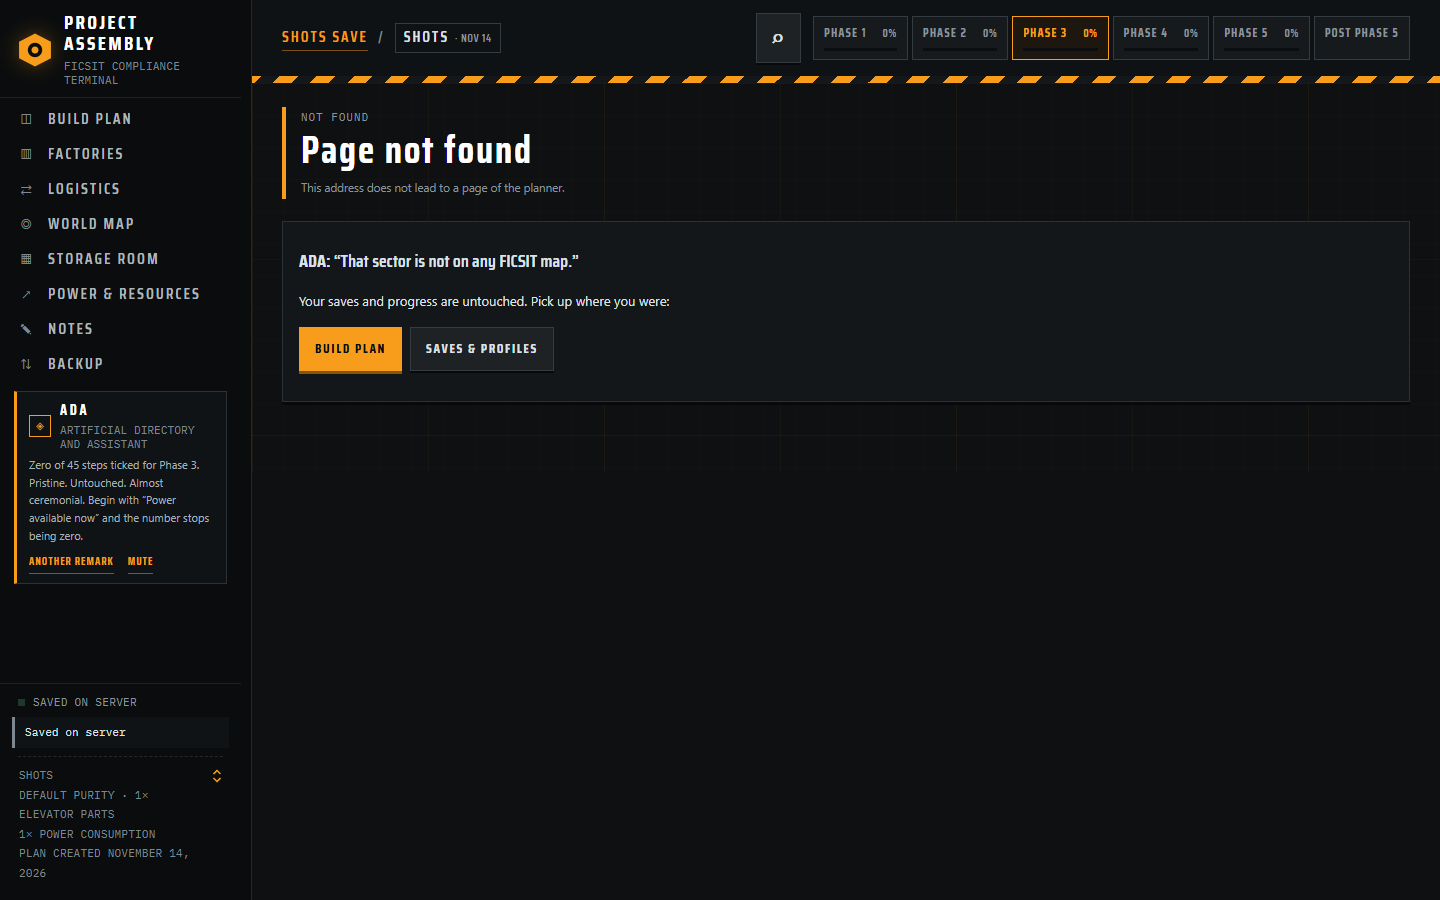 PROJECT
ASSEMBLY
FICSIT COMPLIANCE
TERMINAL
BUILD PLAN
FACTORIES
LOGISTICS
WORLD MAP
STORAGE ROOM
POWER & RESOURCES
NOTES
BACKUP
ADA
ARTIFICIAL DIRECTORY
AND ASSISTANT
Zero of 45 steps ticked for Phase 3.
Pristine. Untouched. Almost
ceremonial. Begin with “Power
available now” and the number stops
being zero.
ANOTHER REMARK MUTE
SAVED ON SERVER
Saved on server
SHOTS
DEFAULT PURITY · 1×
ELEVATOR PARTS
1× POWER CONSUMPTION
PLAN CREATED NOVEMBER 14,
2026
SHOTS SAVE / SHOTS · NOV 14
PHASE 1 0% PHASE 2 0% PHASE 3 0% PHASE 4 0% PHASE 5 0% POST PHASE 5
NOT FOUND
Page not found
This address does not lead to a page of the planner.
ADA: “That sector is not on any FICSIT map.”
Your saves and progress are untouched. Pick up where you were:
BUILD PLAN SAVES & PROFILES